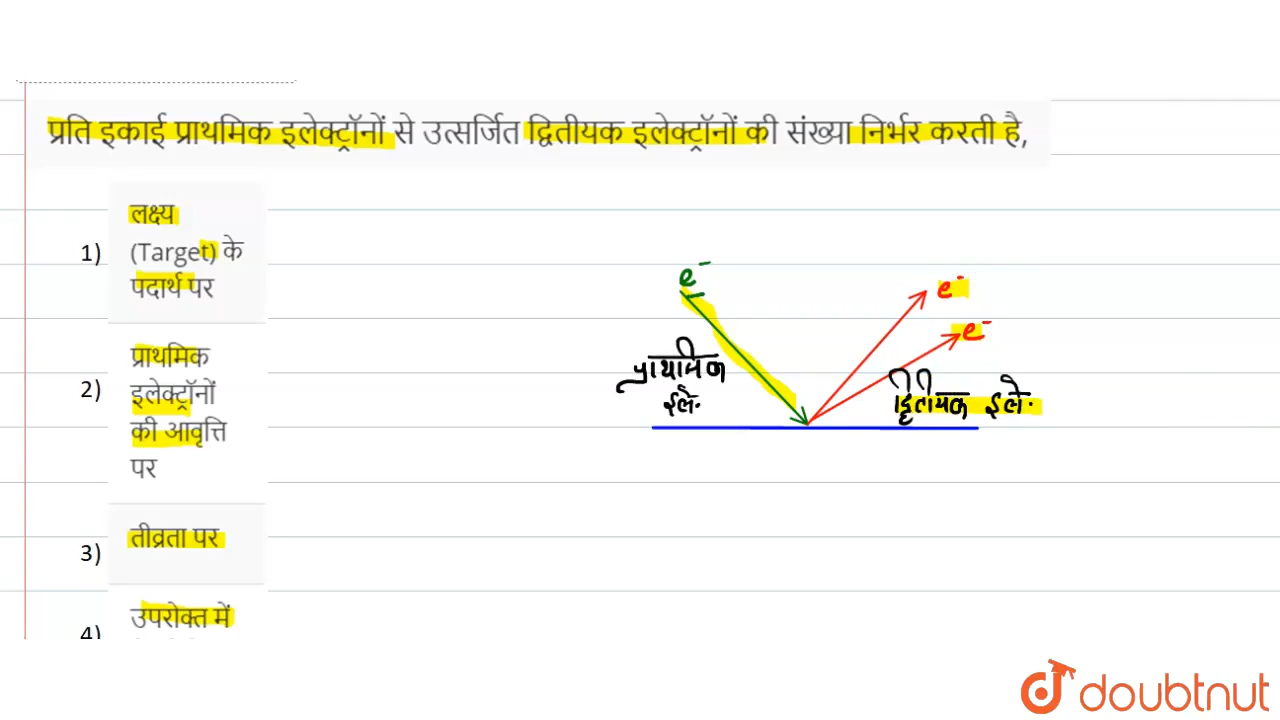 प्रति इकाई प्राथमिक इलेक्ट्रॉनों से उत्सर्जित द्वितीयक इलेक्ट्रॉनों की संख्या निर्भर करती है,
1)
लक्ष्य
(Target) के
पदार्थ पर
2)
प्राथमिक
इलेक्ट्रॉनों
की आवृत्ति
पर
3)
तीव्रता पर
4)
उपरोक्त में
e⁻
e⁻
e⁻
प्राथमिक
इले.
द्वितीयक इले.
doubtnut